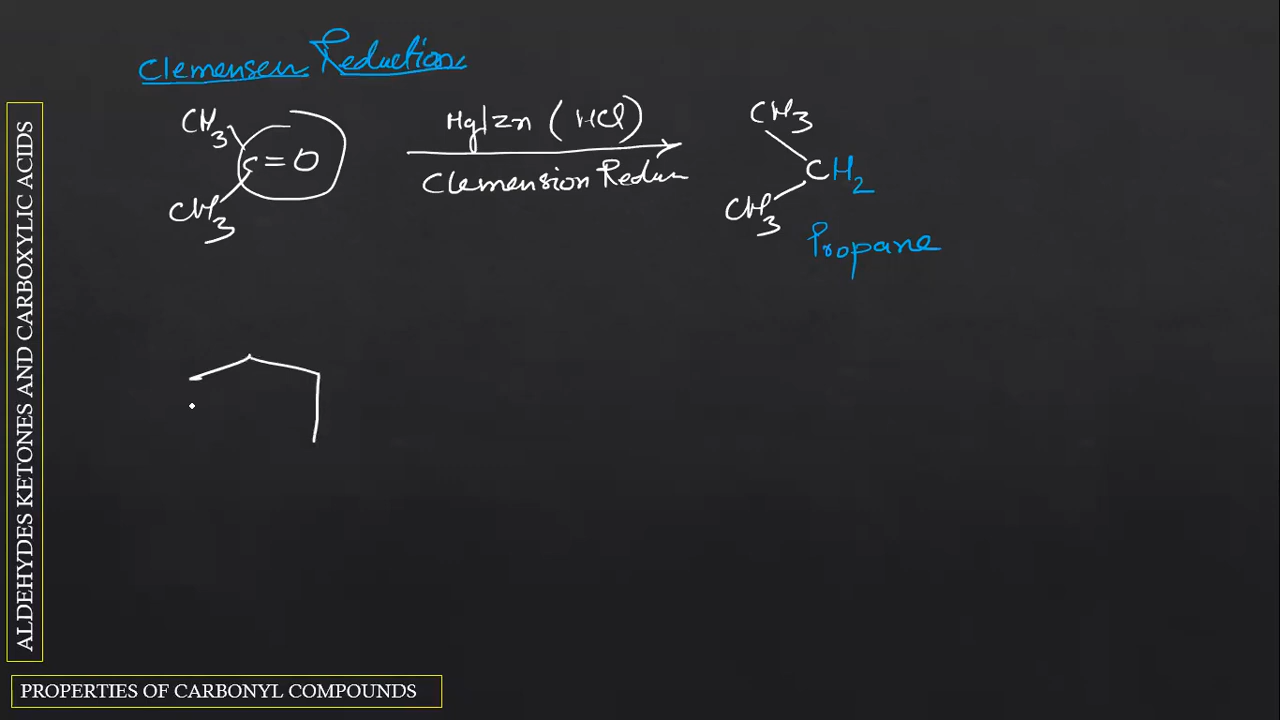 Clemensen Reduction
CH3
C=O
CH3
Hg/Zn (HCl)
Clemension Redun
CH3
CH2
CH3
Propane
ALDEHYDES KETONES AND CARBOXYLIC ACIDS
PROPERTIES OF CARBONYL COMPOUNDS